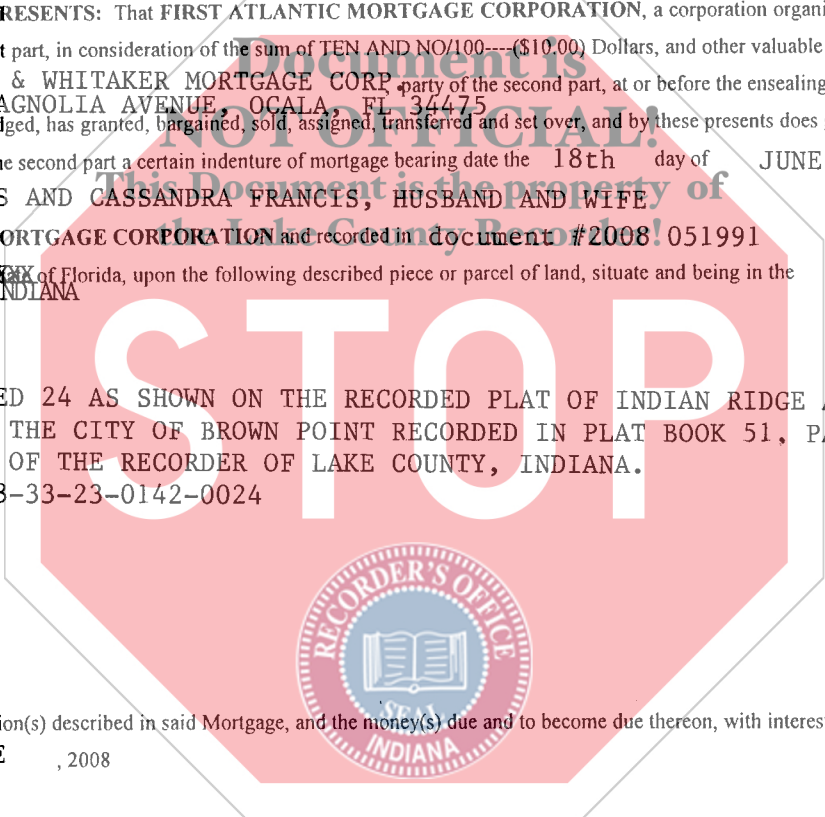 RESENTS: That FIRST ATLANTIC MORTGAGE CORPORATION, a corporation organi
t part, in consideration of the sum of TEN AND NO/100----($10.00) Dollars, and other valuable
Document is
& WHITAKER MORTGAGE CORP. party of the second part, at or before the ensealing
AGNOLIA AVENUE, OCALA, FL 34475
NOT OFFICIAL!
dged, has granted, bargained, sold, assigned, transferred and set over, and by these presents does
e second part a certain indenture of mortgage bearing date the 18th day of JUNE
This Document is the property of
S AND CASSANDRA FRANCIS, HUSBAND AND WIFE
the Lake County Recorder!
ORTGAGE CORPORATION and recorded in document #2008 051991
of Florida, upon the following described piece or parcel of land, situate and being in the
NDIANA
STOP
ED 24 AS SHOWN ON THE RECORDED PLAT OF INDIAN RIDGE
THE CITY OF BROWN POINT RECORDED IN PLAT BOOK 51, PA
OF THE RECORDER OF LAKE COUNTY, INDIANA.
3-33-23-0142-0024
RECORDER'S OFFICE
SEAL
INDIANA
ion(s) described in said Mortgage, and the money(s) due and to become due thereon, with interes
E , 2008